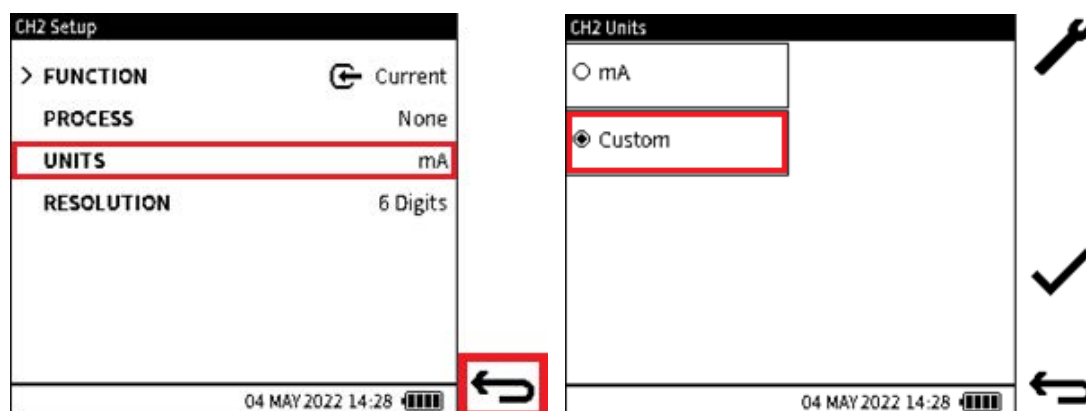 CH2 Setup
> FUNCTION Current
PROCESS None
UNITS mA
RESOLUTION 6 Digits
04 MAY 2022 14:28
CH2 Units
mA
Custom
04 MAY 2022 14:28